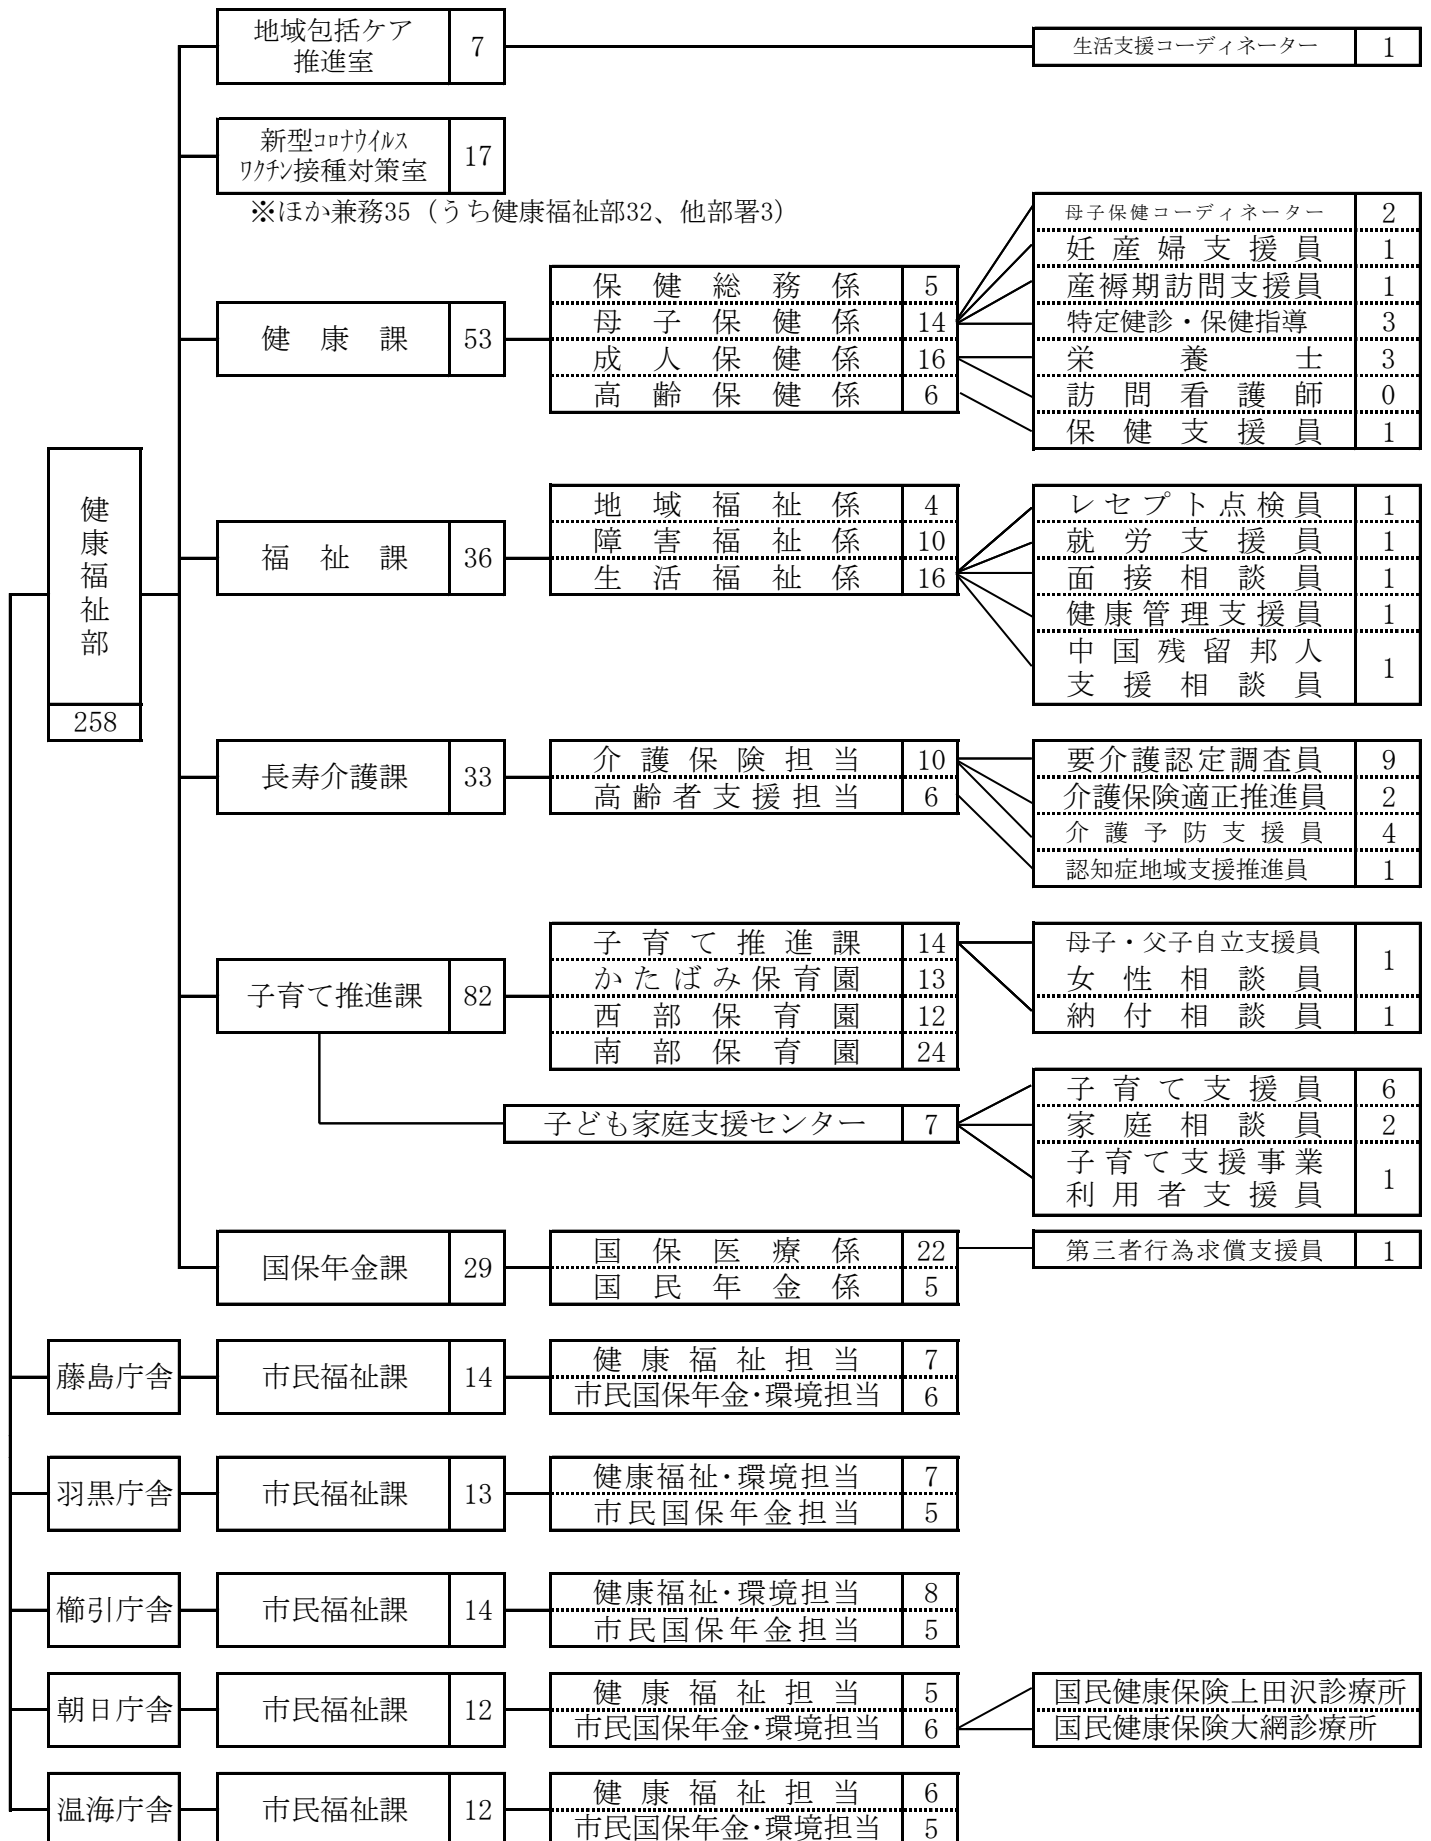 地域包括ケア
推進室
7
生活支援コーディネーター 1
新型コロナウイルス
ワクチン接種対策室
17
※ほか兼務35（うち健康福祉部32、他部署3）
健康課 53
保健総務係 5
母子保健係 14
成人保健係 16
高齢保健係 6
母子保健コーディネーター 2
妊産婦支援員 1
産褥期訪問支援員 1
特定健診・保健指導 3
栄養士 3
訪問看護師 0
保健支援員 1
健康福祉部
258
福祉課 36
地域福祉係 4
障害福祉係 10
生活福祉係 16
レセプト点検員 1
就労支援員 1
面接相談員 1
健康管理支援員 1
中国残留邦人
支援相談員
1
長寿介護課 33
介護保険担当 10
高齢者支援担当 6
要介護認定調査員 9
介護保険適正推進員 2
介護予防支援員 4
認知症地域支援推進員 1
子育て推進課 82
子育て推進課 14
かたばみ保育園 13
西部保育園 12
南部保育園 24
母子・父子自立支援員
女性相談員
1
納付相談員 1
子ども家庭支援センター 7
子育て支援員 6
家庭相談員 2
子育て支援事業
利用者支援員
1
国保年金課 29
国保医療係 22
国民年金係 5
第三者行為求償支援員 1
藤島庁舎 市民福祉課 14
健康福祉担当 7
市民国保年金・環境担当 6
羽黒庁舎 市民福祉課 13
健康福祉・環境担当 7
市民国保年金担当 5
櫛引庁舎 市民福祉課 14
健康福祉・環境担当 8
市民国保年金担当 5
朝日庁舎 市民福祉課 12
健康福祉担当 5
市民国保年金・環境担当 6
国民健康保険上田沢診療所
国民健康保険大網診療所
温海庁舎 市民福祉課 12
健康福祉担当 6
市民国保年金・環境担当 5